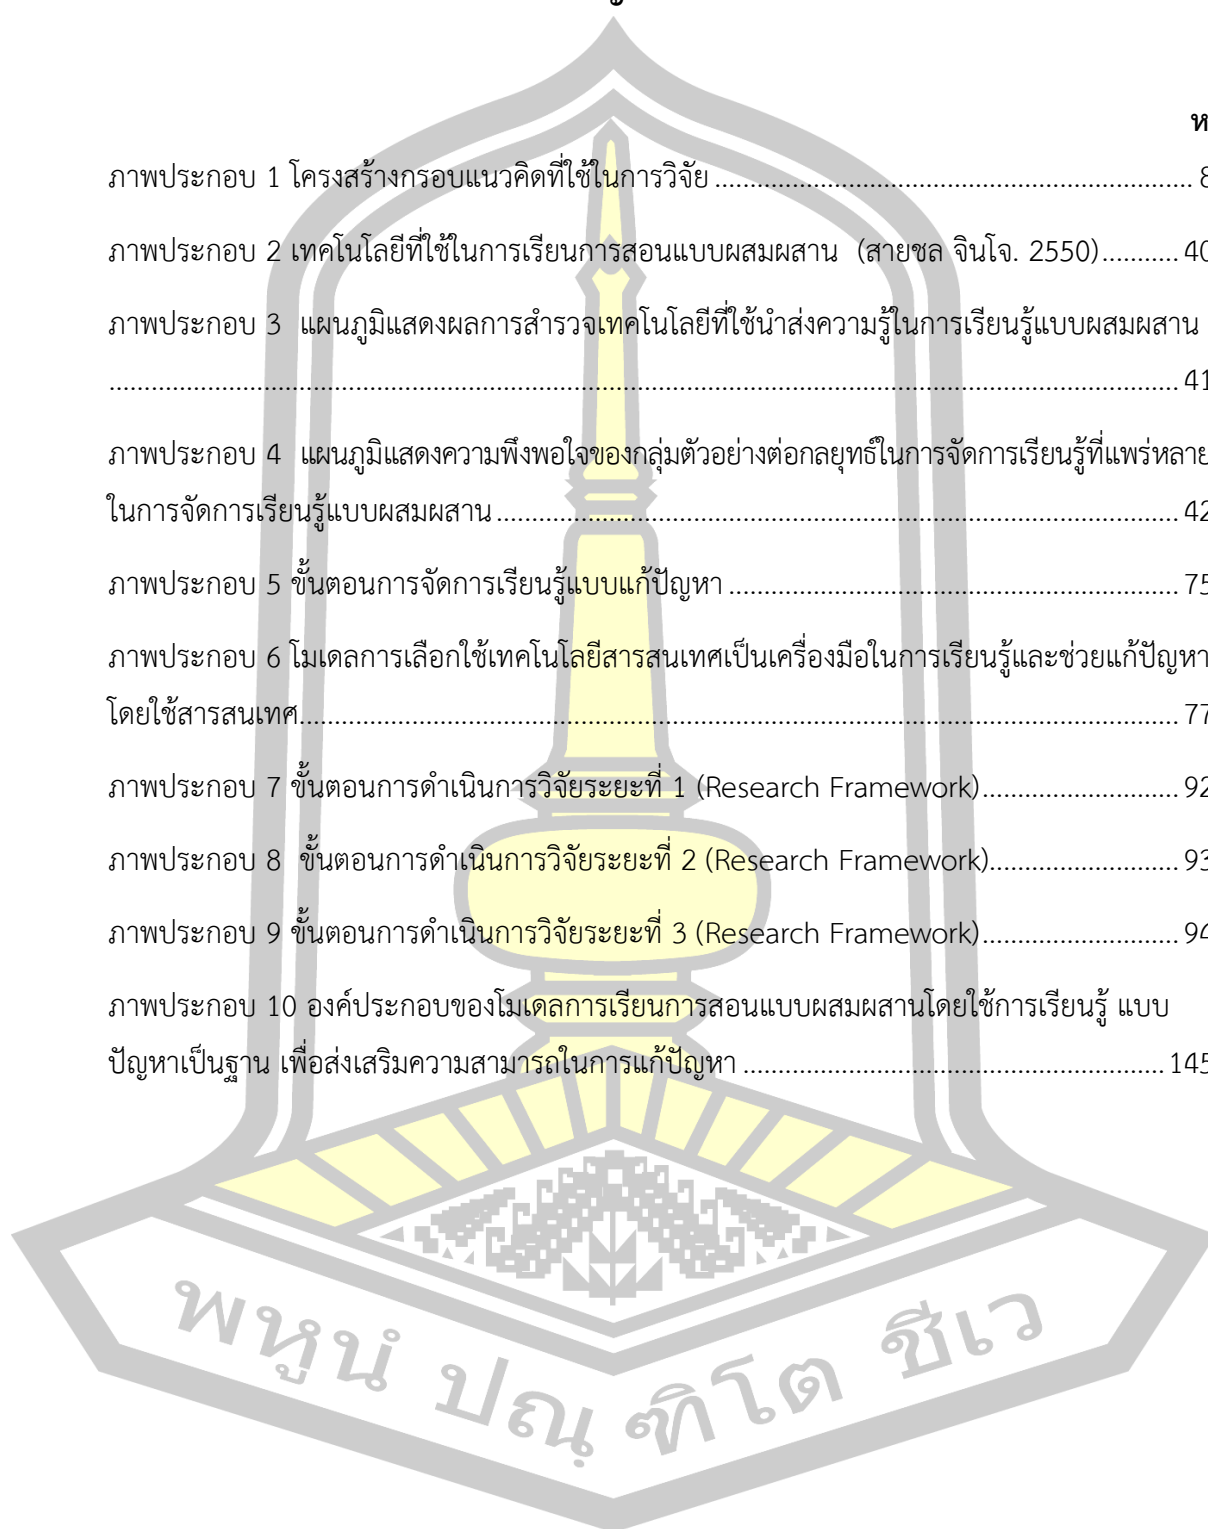 ห
ภาพประกอบ 1 โครงสร้างกรอบแนวคิดที่ใช้ในการวิจัย ..................................................................... 8
ภาพประกอบ 2 เทคโนโลยีที่ใช้ในการเรียนการสอนแบบผสมผสาน (สายชล จินโจ. 2550)........... 40
ภาพประกอบ 3 แผนภูมิแสดงผลการสำรวจเทคโนโลยีที่ใช้นำส่งความรู้ในการเรียนรู้แบบผสมผสาน
......................................................................................................................................................... 41
ภาพประกอบ 4 แผนภูมิแสดงความพึงพอใจของกลุ่มตัวอย่างต่อกลยุทธ์ในการจัดการเรียนรู้ที่แพร่หลาย
ในการจัดการเรียนรู้แบบผสมผสาน .................................................................................................. 42
ภาพประกอบ 5 ขั้นตอนการจัดการเรียนรู้แบบแก้ปัญหา ................................................................. 75
ภาพประกอบ 6 โมเดลการเลือกใช้เทคโนโลยีสารสนเทศเป็นเครื่องมือในการเรียนรู้และช่วยแก้ปัญหา
โดยใช้สารสนเทศ.............................................................................................................................. 77
ภาพประกอบ 7 ขั้นตอนการดำเนินการวิจัยระยะที่ 1 (Research Framework)............................ 92
ภาพประกอบ 8 ขั้นตอนการดำเนินการวิจัยระยะที่ 2 (Research Framework)........................... 93
ภาพประกอบ 9 ขั้นตอนการดำเนินการวิจัยระยะที่ 3 (Research Framework)............................ 94
ภาพประกอบ 10 องค์ประกอบของโมเดลการเรียนการสอนแบบผสมผสานโดยใช้การเรียนรู้ แบบ
ปัญหาเป็นฐาน เพื่อส่งเสริมความสามารถในการแก้ปัญหา ............................................................. 145
พหูนํ ปณฺฑิโต ชีเว